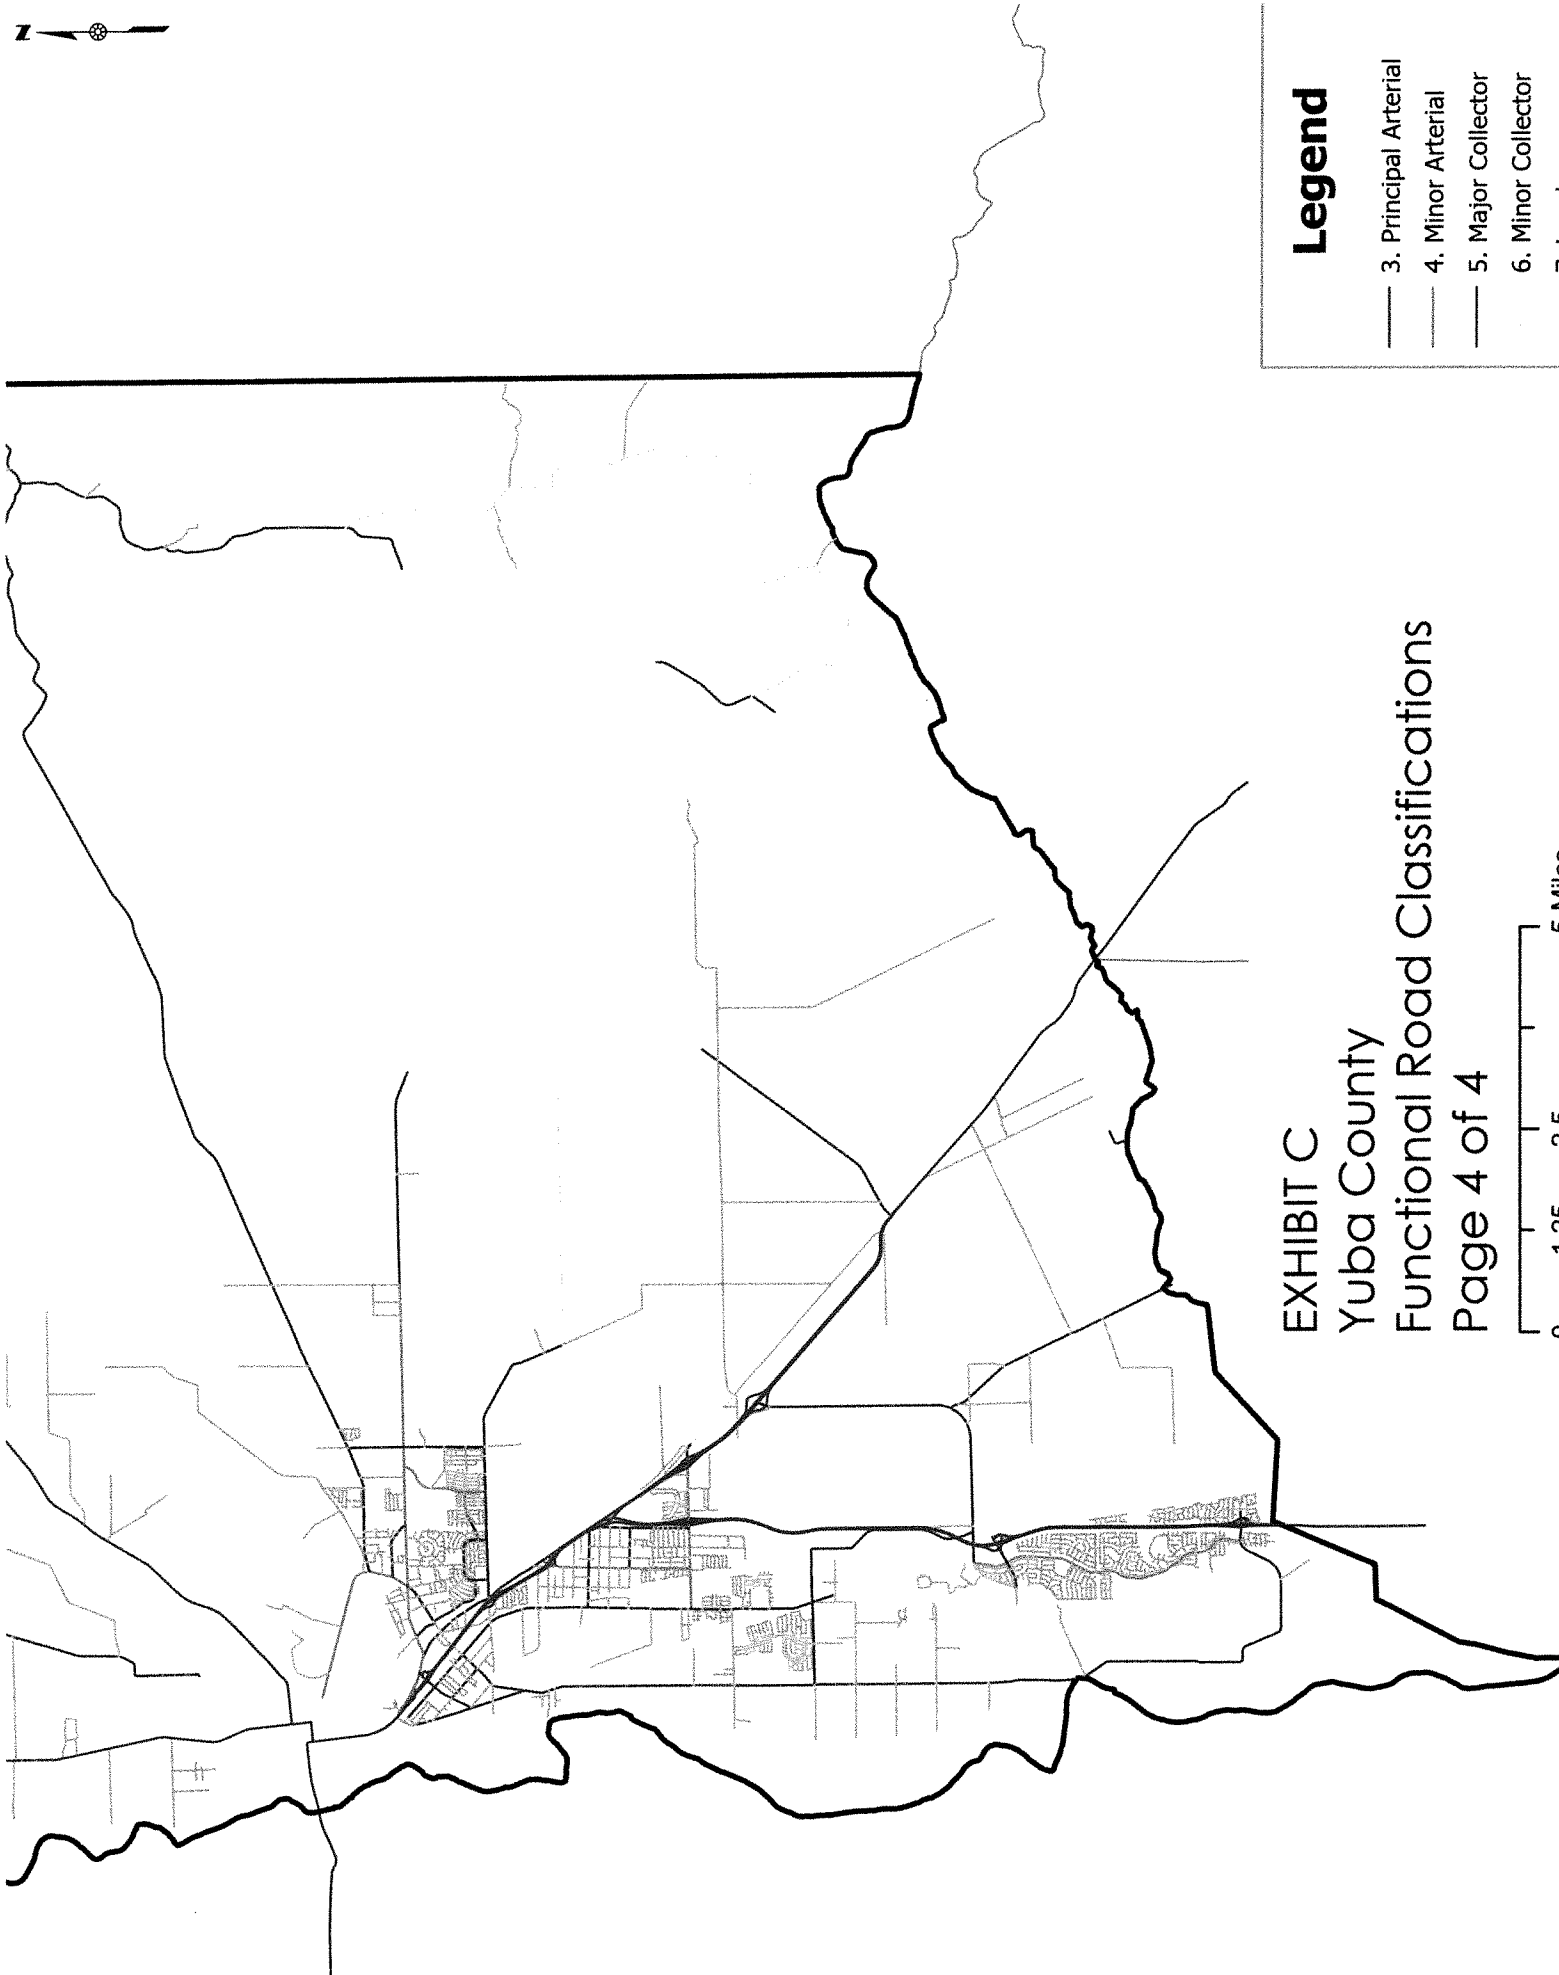 N
Legend
3. Principal Arterial
4. Minor Arterial
5. Major Collector
6. Minor Collector
EXHIBIT C
Yuba County
Functional Road Classifications
Page 4 of 4